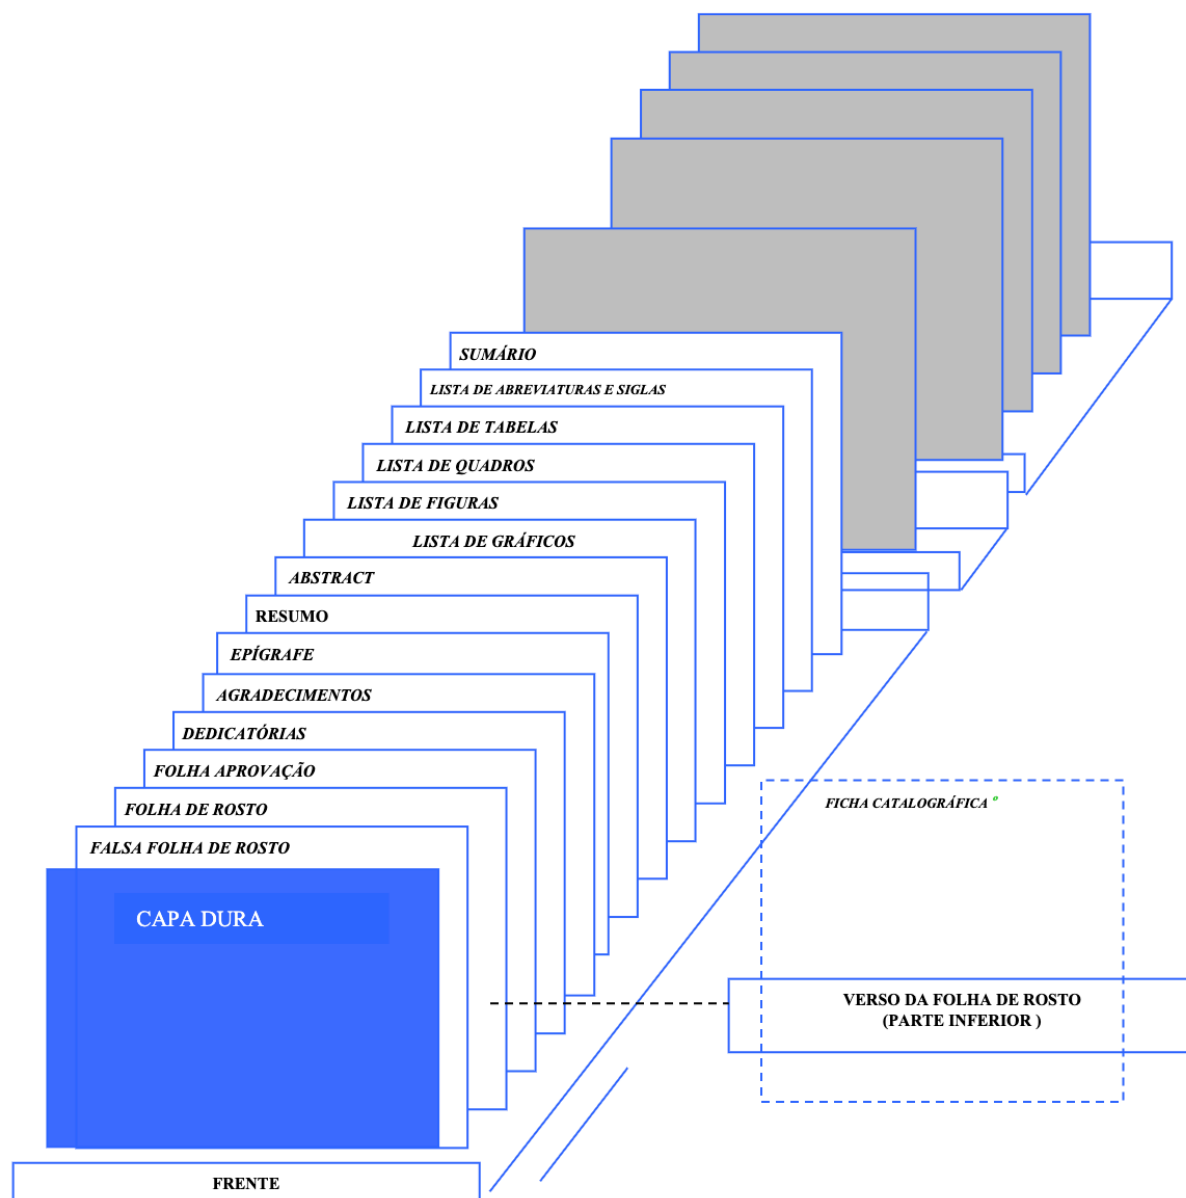 SUMÁRIO
LISTA DE ABREVIATURAS E SIGLAS
LISTA DE TABELAS
LISTA DE QUADROS
LISTA DE FIGURAS
LISTA DE GRÁFICOS
ABSTRACT
RESUMO
EPÍGRAFE
AGRADECIMENTOS
DEDICATÓRIAS
FOLHA APROVAÇÃO
FOLHA DE ROSTO
FICHA CATALOGRÁFICA º
FALSA FOLHA DE ROSTO
CAPA DURA
VERSO DA FOLHA DE ROSTO
(PARTE INFERIOR )
FRENTE